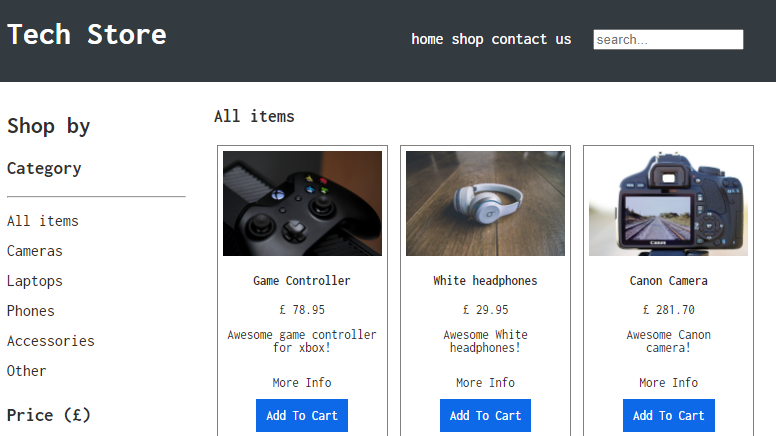 Tech Store
home shop contact us
search...
Shop by
Category
All items
Cameras
Laptops
Phones
Accessories
Other
Price (£)
All items
Game Controller
£ 78.95
Awesome game controller
for xbox!
More Info
Add To Cart
White headphones
£ 29.95
Awesome White
headphones!
More Info
Add To Cart
Canon
Canon Camera
£ 281.70
Awesome Canon
camera!
More Info
Add To Cart